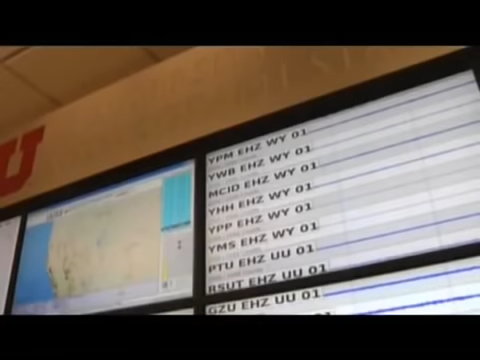 U
YPM EHZ WY 01
YWB EHZ WY 01
MCID EHZ WY 01
YHH EHZ WY 01
YPP EHZ WY 01
YMS EHZ WY 01
PTU EHZ UU 01
RSUT EHZ UU 01
GZU EHZ UU 01